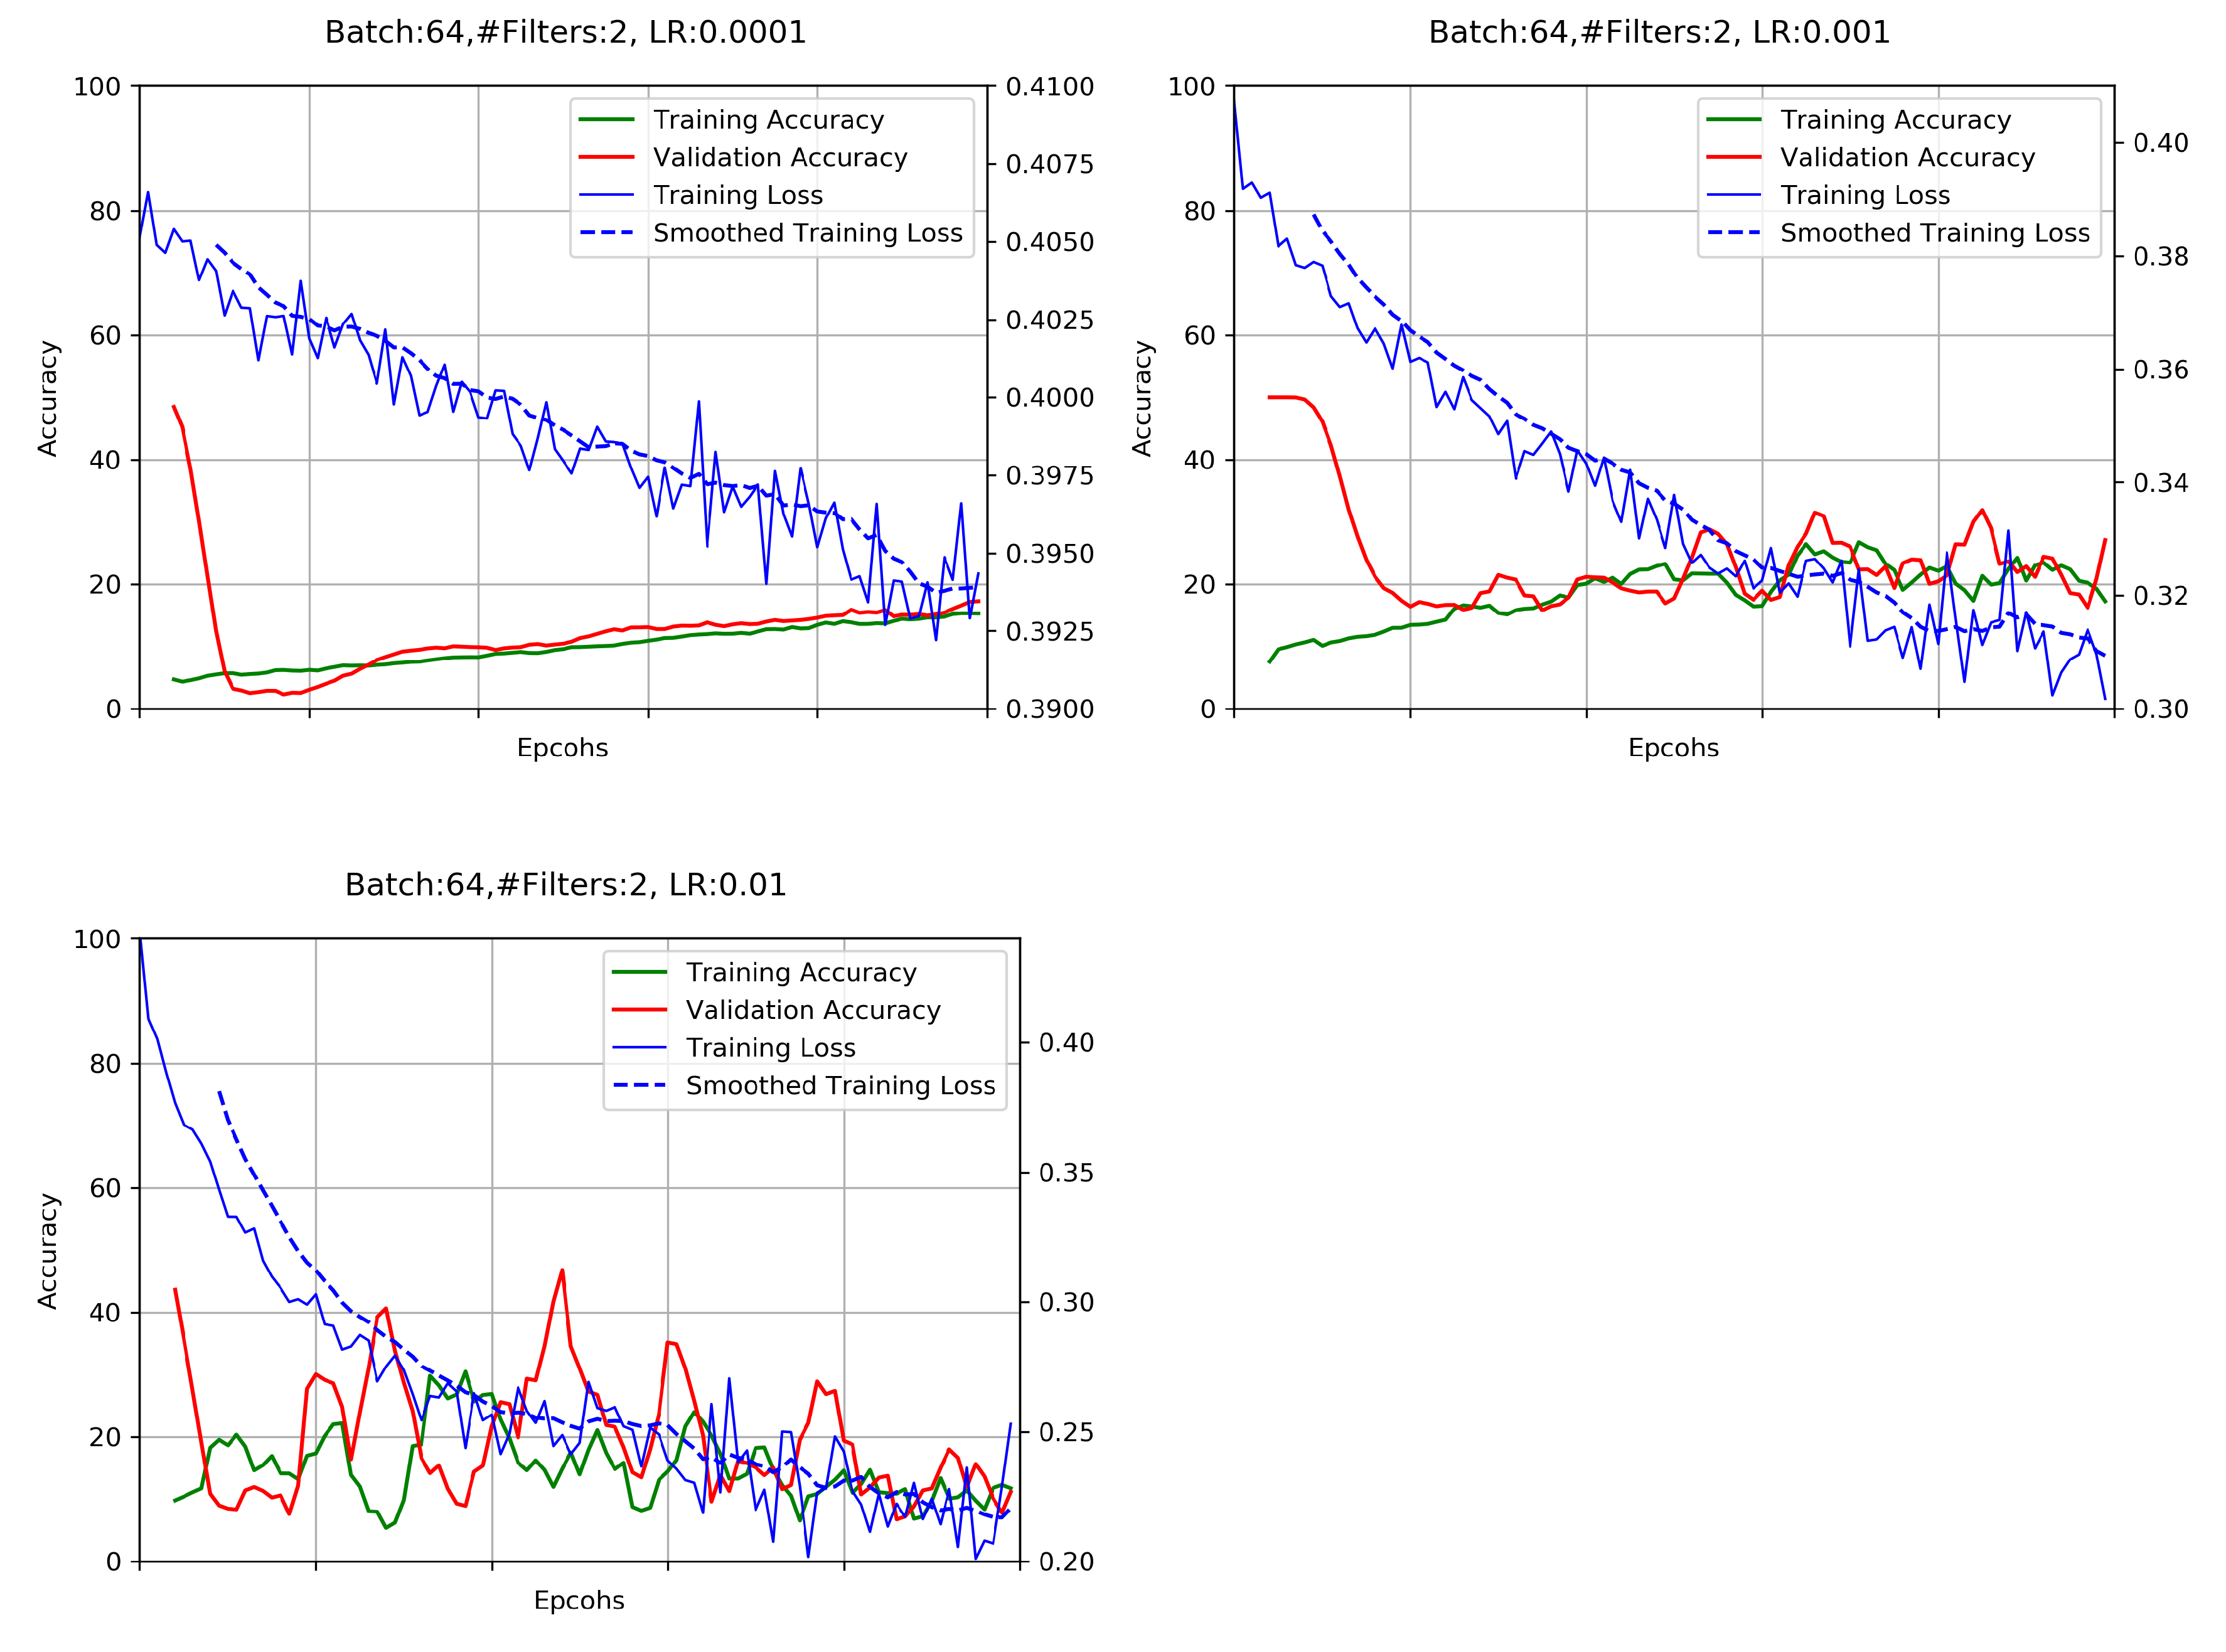 Batch:64,#Filters:2, LR:0.0001
100
80
60
40
20
0
Accuracy
0.4100
0.4075
0.4050
0.4025
0.4000
0.3975
0.3950
0.3925
0.3900
Training Accuracy
Validation Accuracy
Training Loss
Smoothed Training Loss
Epcohs
Batch:64,#Filters:2, LR:0.001
100
80
60
40
20
0
Accuracy
0.40
0.38
0.36
0.34
0.32
0.30
Training Accuracy
Validation Accuracy
Training Loss
Smoothed Training Loss
Epcohs
Batch:64,#Filters:2, LR:0.01
100
80
60
40
20
0
Accuracy
0.40
0.35
0.30
0.25
0.20
Training Accuracy
Validation Accuracy
Training Loss
Smoothed Training Loss
Epcohs